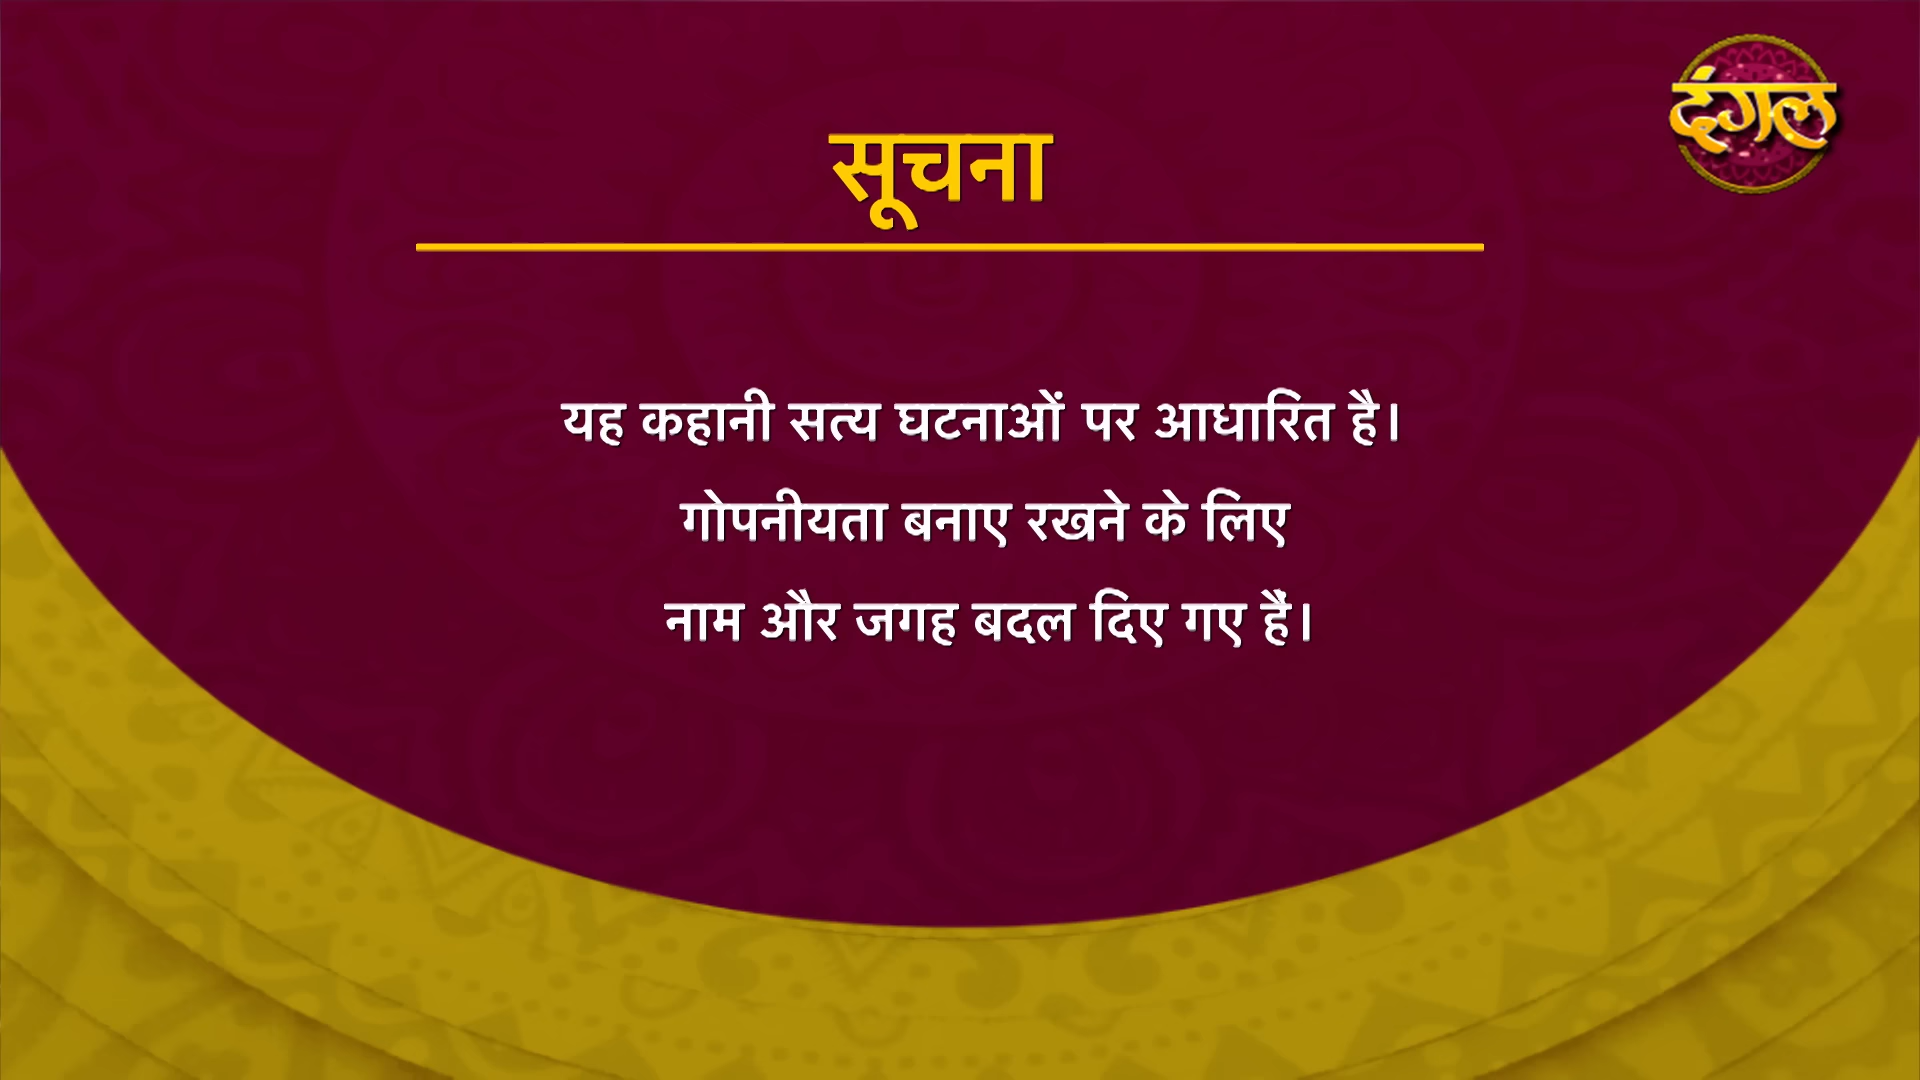 दंगल
सूचना
यह कहानी सत्य घटनाओं पर आधारित है।
गोपनीयता बनाए रखने के लिए
नाम और जगह बदल दिए गए हैं।